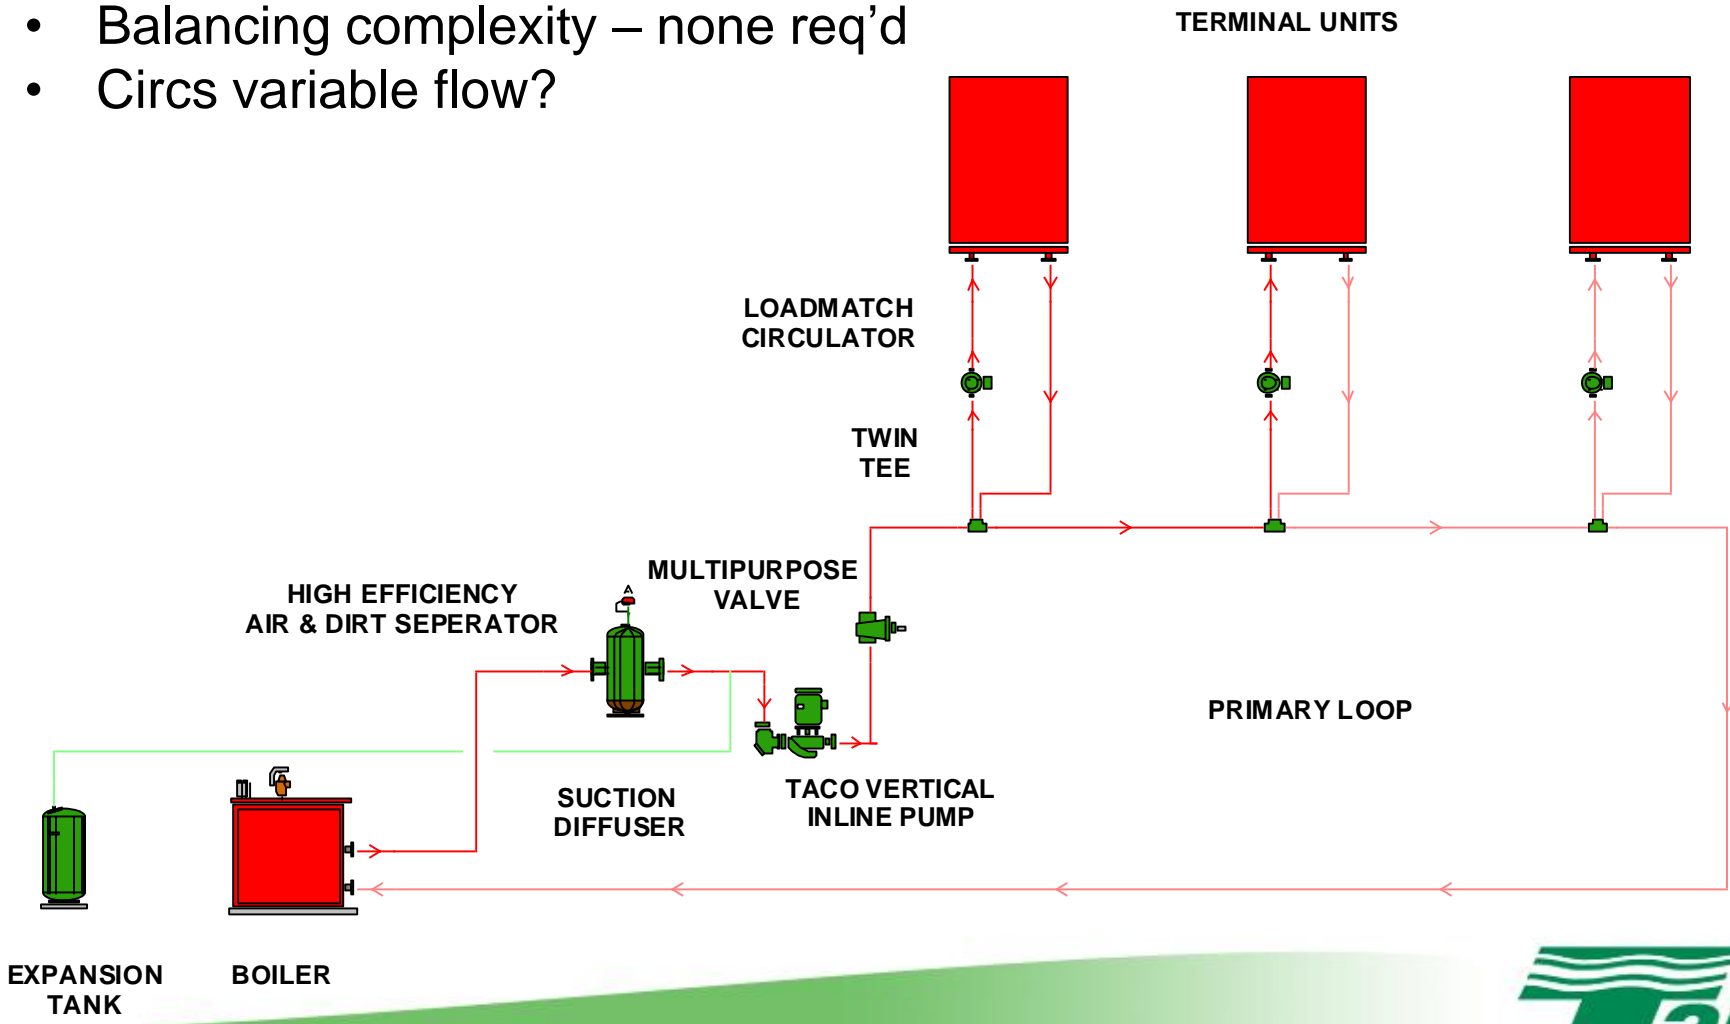 • Balancing complexity – none req’d
• Circs variable flow?
TERMINAL UNITS
LOADMATCH
CIRCULATOR
TWIN
TEE
MULTIPURPOSE
VALVE
HIGH EFFICIENCY
AIR & DIRT SEPERATOR
PRIMARY LOOP
SUCTION
DIFFUSER
TACO VERTICAL
INLINE PUMP
EXPANSION
TANK
BOILER